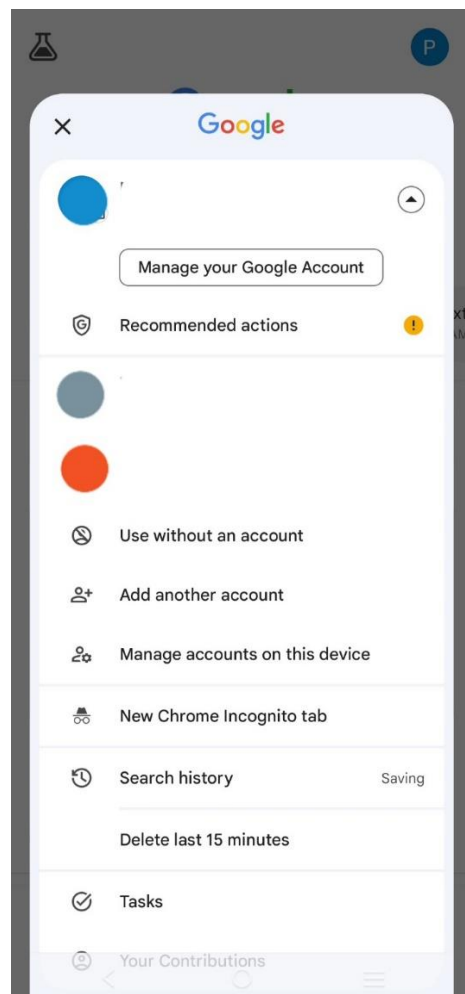 P
Google
Manage your Google Account
Recommended actions
Use without an account
Add another account
Manage accounts on this device
New Chrome Incognito tab
Search history Saving
Delete last 15 minutes
Tasks
Your Contributions